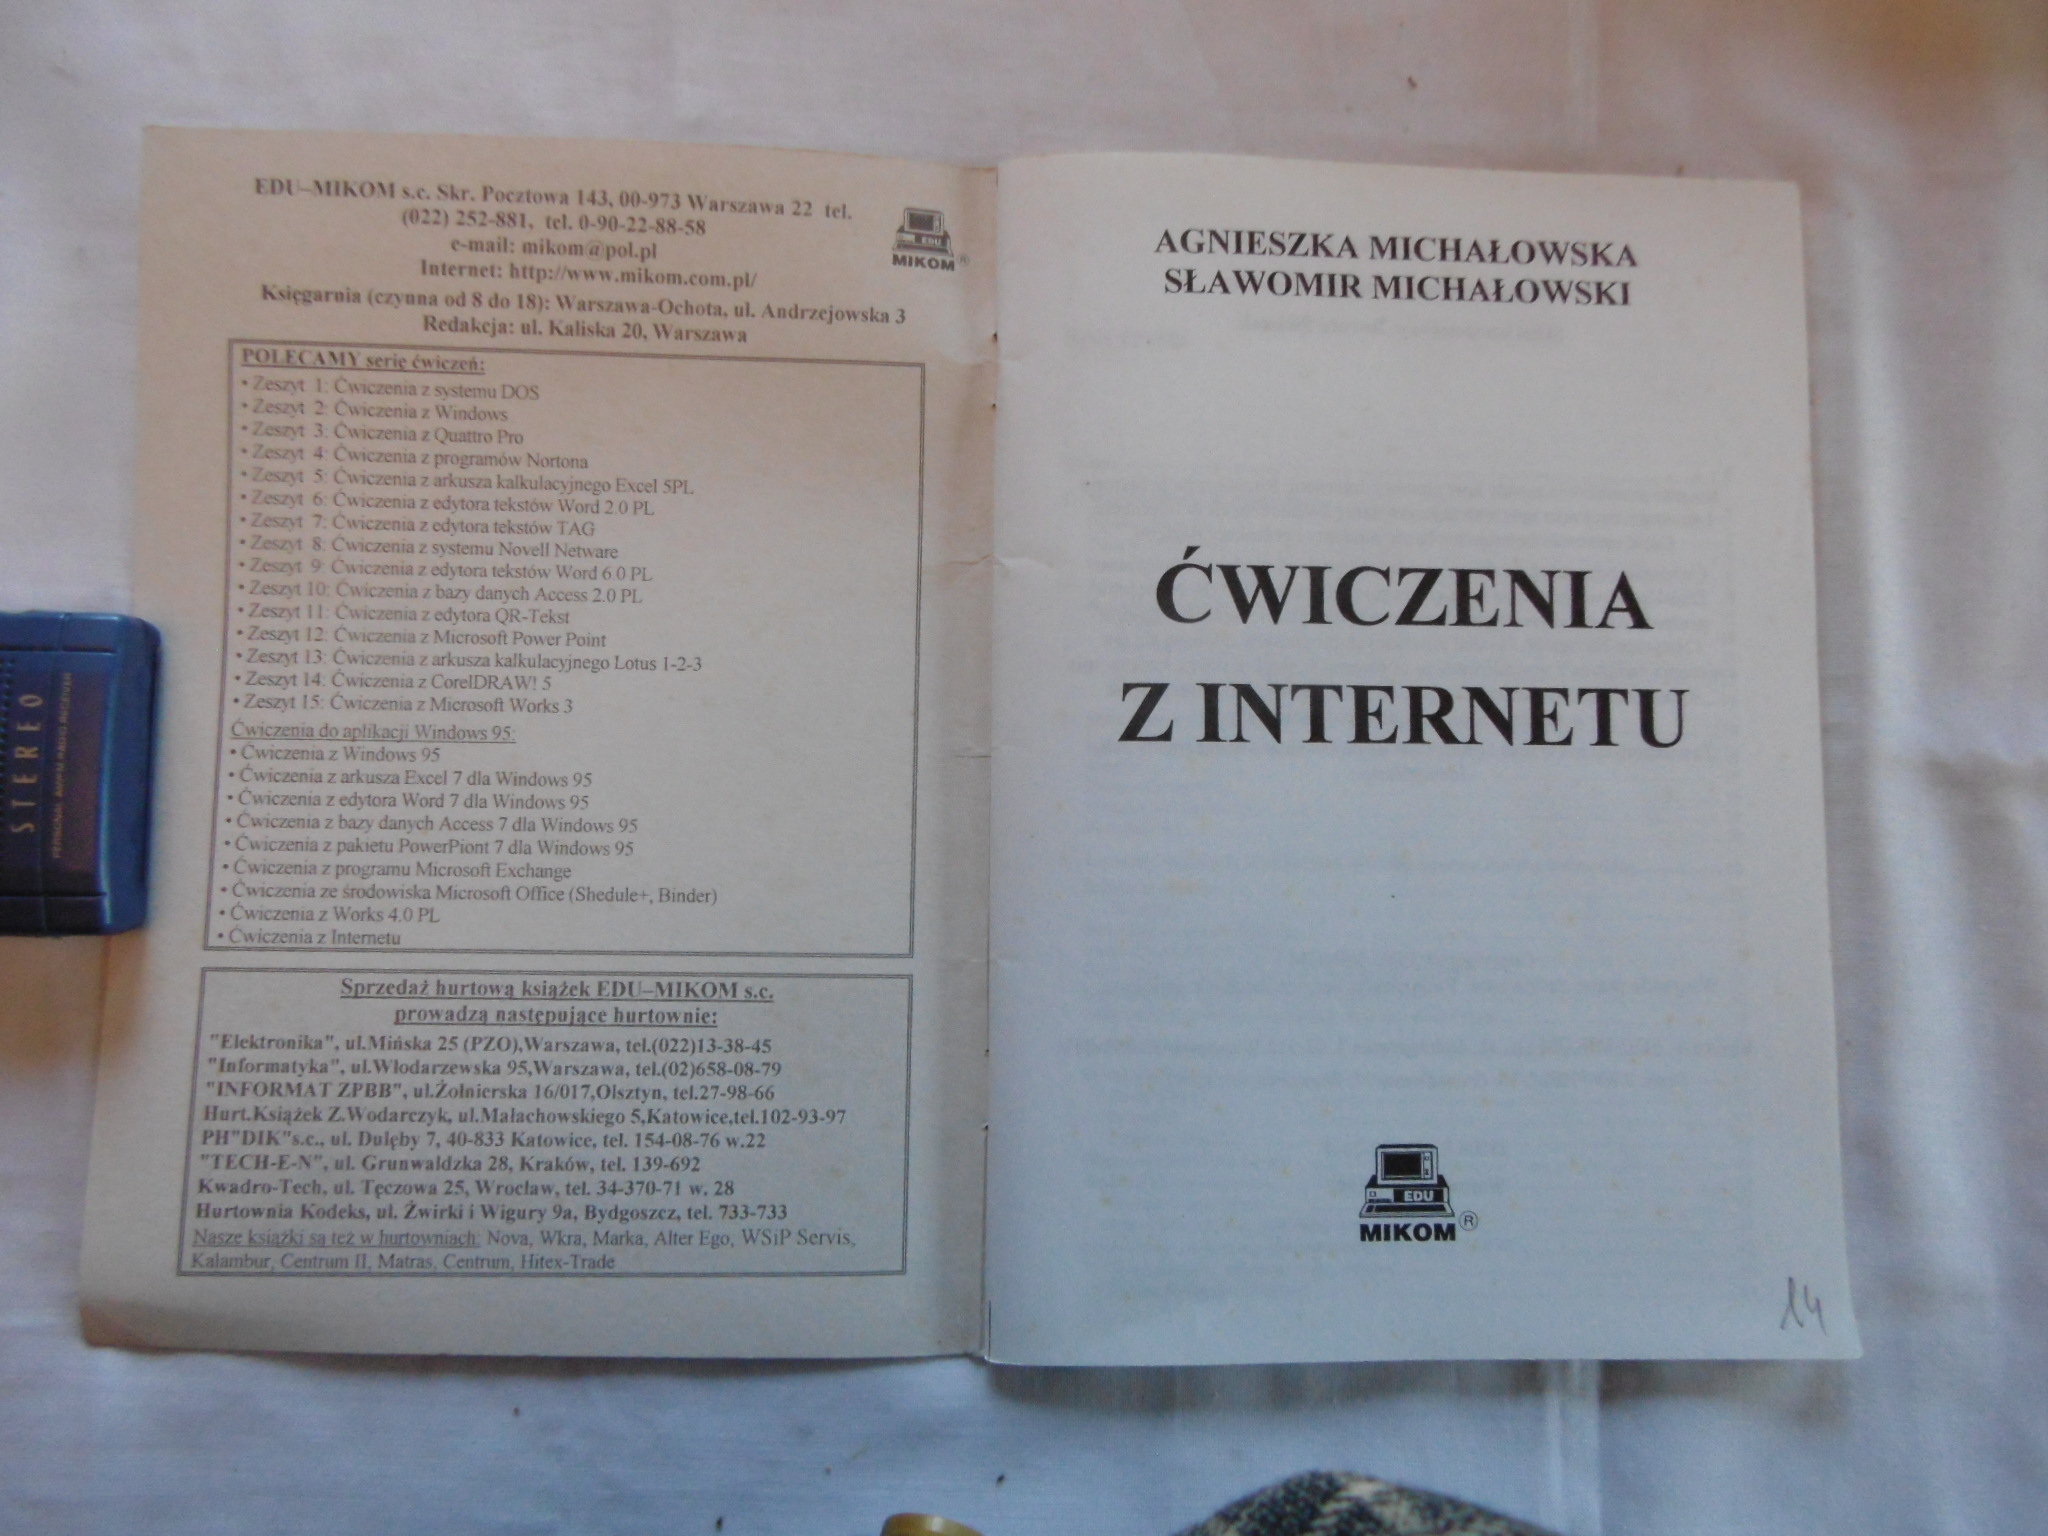 EDU–MIKOM s.c. Skr. Pocztowa 143, 00-973 Warszawa 22 tel.
(022) 252-881, tel. 0-90-22-88-58
e-mail: mikom@pol.pl
Internet: http://www.mikom.com.pl/
Księgarnia (czynna od 8 do 18): Warszawa-Ochota, ul. Andrzejowska 3
Redakcja: ul. Kaliska 20, Warszawa
EDU
MIKOM ®
POLECAMY serię ćwiczeń:
• Zeszyt 1: Ćwiczenia z systemu DOS
• Zeszyt 2: Ćwiczenia z Windows
• Zeszyt 3: Ćwiczenia z Quattro Pro
• Zeszyt 4: Ćwiczenia z programów Nortona
• Zeszyt 5: Ćwiczenia z arkusza kalkulacyjnego Excel 5PL
• Zeszyt 6: Ćwiczenia z edytora tekstów Word 2.0 PL
• Zeszyt 7: Ćwiczenia z edytora tekstów TAG
• Zeszyt 8: Ćwiczenia z systemu Novell Netware
• Zeszyt 9: Ćwiczenia z edytora tekstów Word 6.0 PL
• Zeszyt 10: Ćwiczenia z bazy danych Access 2.0 PL
• Zeszyt 11: Ćwiczenia z edytora QR-Tekst
• Zeszyt 12: Ćwiczenia z Microsoft Power Point
• Zeszyt 13: Ćwiczenia z arkusza kalkulacyjnego Lotus 1-2-3
• Zeszyt 14: Ćwiczenia z CorelDRAW! 5
• Zeszyt 15: Ćwiczenia z Microsoft Works 3
Ćwiczenia do aplikacji Windows 95:
• Ćwiczenia z Windows 95
• Ćwiczenia z arkusza Excel 7 dla Windows 95
• Ćwiczenia z edytora Word 7 dla Windows 95
• Ćwiczenia z bazy danych Access 7 dla Windows 95
• Ćwiczenia z pakietu PowerPiont 7 dla Windows 95
• Ćwiczenia z programu Microsoft Exchange
• Ćwiczenia ze środowiska Microsoft Office (Shedule+, Binder)
• Ćwiczenia z Works 4.0 PL
• Ćwiczenia z Internetu
Sprzedaż hurtową książek EDU–MIKOM s.c.
prowadzą następujące hurtownie:
"Elektronika", ul.Mińska 25 (PZO),Warszawa, tel.(022)13-38-45
"Informatyka", ul.Włodarzewska 95,Warszawa, tel.(02)658-08-79
"INFORMAT ZPBB", ul.Żołnierska 16/017,Olsztyn, tel.27-98-66
Hurt.Książek Z.Wodarczyk, ul.Małachowskiego 5,Katowice,tel.102-93-97
PH"DIK"s.c., ul. Dulęby 7, 40-833 Katowice, tel. 154-08-76 w.22
"TECH-E-N", ul. Grunwaldzka 28, Kraków, tel. 139-692
Kwadro-Tech, ul. Tęczowa 25, Wrocław, tel. 34-370-71 w. 28
Hurtownia Kodeks, ul. Żwirki i Wigury 9a, Bydgoszcz, tel. 733-733
Nasze książki są też w hurtowniach: Nova, Wkra, Marka, Alter Ego, WSiP Servis,
Kalambur, Centrum II, Matras, Centrum, Hitex-Trade
STEREO
PERSONAL AM/FM RADIO RECEIVER
AGNIESZKA MICHAŁOWSKA
SŁAWOMIR MICHAŁOWSKI
ĆWICZENIA
Z INTERNETU
EDU
MIKOM ®
14